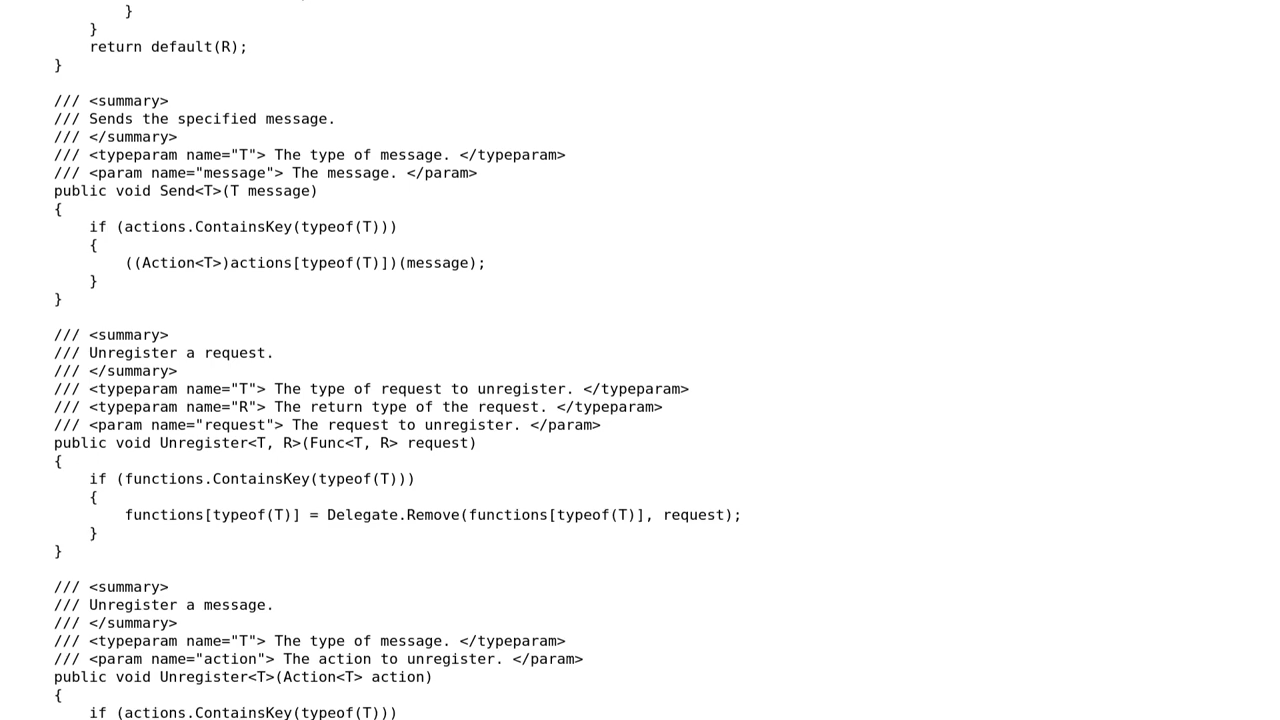 }
}
return default(R);
}
/// <summary>
/// Sends the specified message.
/// </summary>
/// <typeparam name="T"> The type of message. </typeparam>
/// <param name="message"> The message. </param>
public void Send<T>(T message)
{
if (actions.ContainsKey(typeof(T)))
{
((Action<T>)actions[typeof(T)])(message);
}
}
/// <summary>
/// Unregister a request.
/// </summary>
/// <typeparam name="T"> The type of request to unregister. </typeparam>
/// <typeparam name="R"> The return type of the request. </typeparam>
/// <param name="request"> The request to unregister. </param>
public void Unregister<T, R>(Func<T, R> request)
{
if (functions.ContainsKey(typeof(T)))
{
functions[typeof(T)] = Delegate.Remove(functions[typeof(T)], request);
}
}
/// <summary>
/// Unregister a message.
/// </summary>
/// <typeparam name="T"> The type of message. </typeparam>
/// <param name="action"> The action to unregister. </param>
public void Unregister<T>(Action<T> action)
{
if (actions.ContainsKey(typeof(T)))